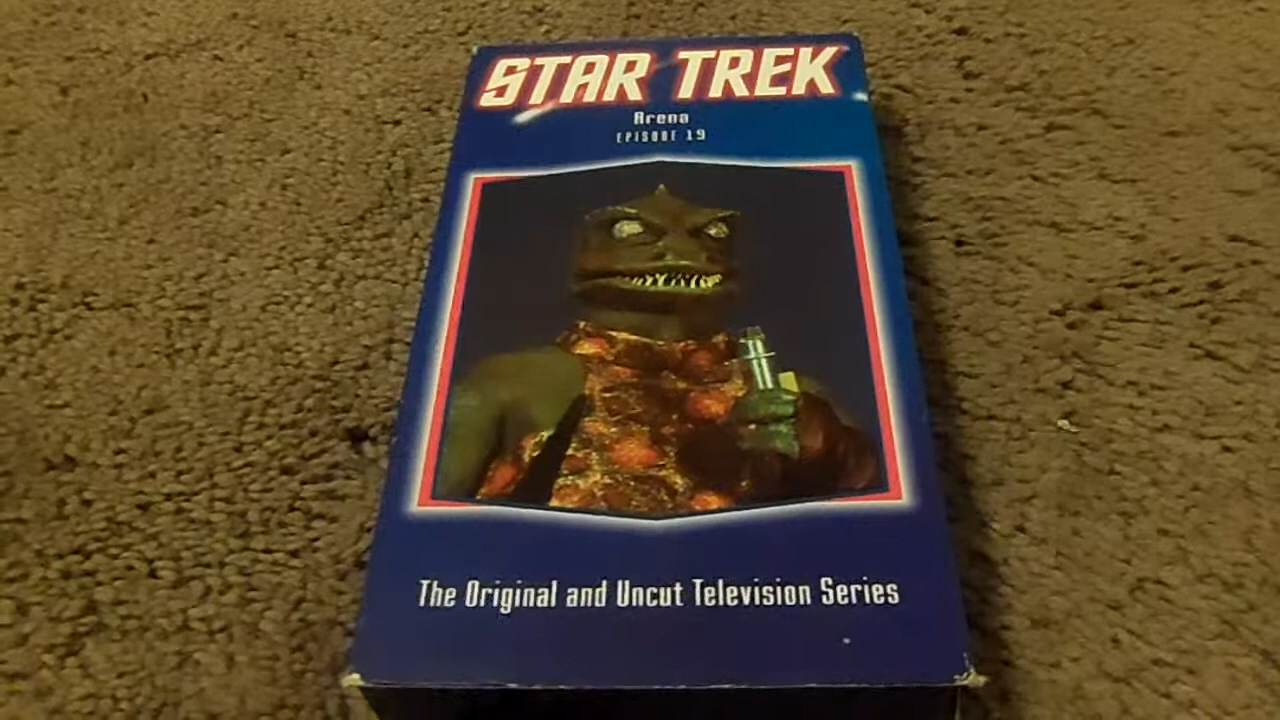 STAR TREK
Arena
EPISODE 19
The Original and Uncut Television Series